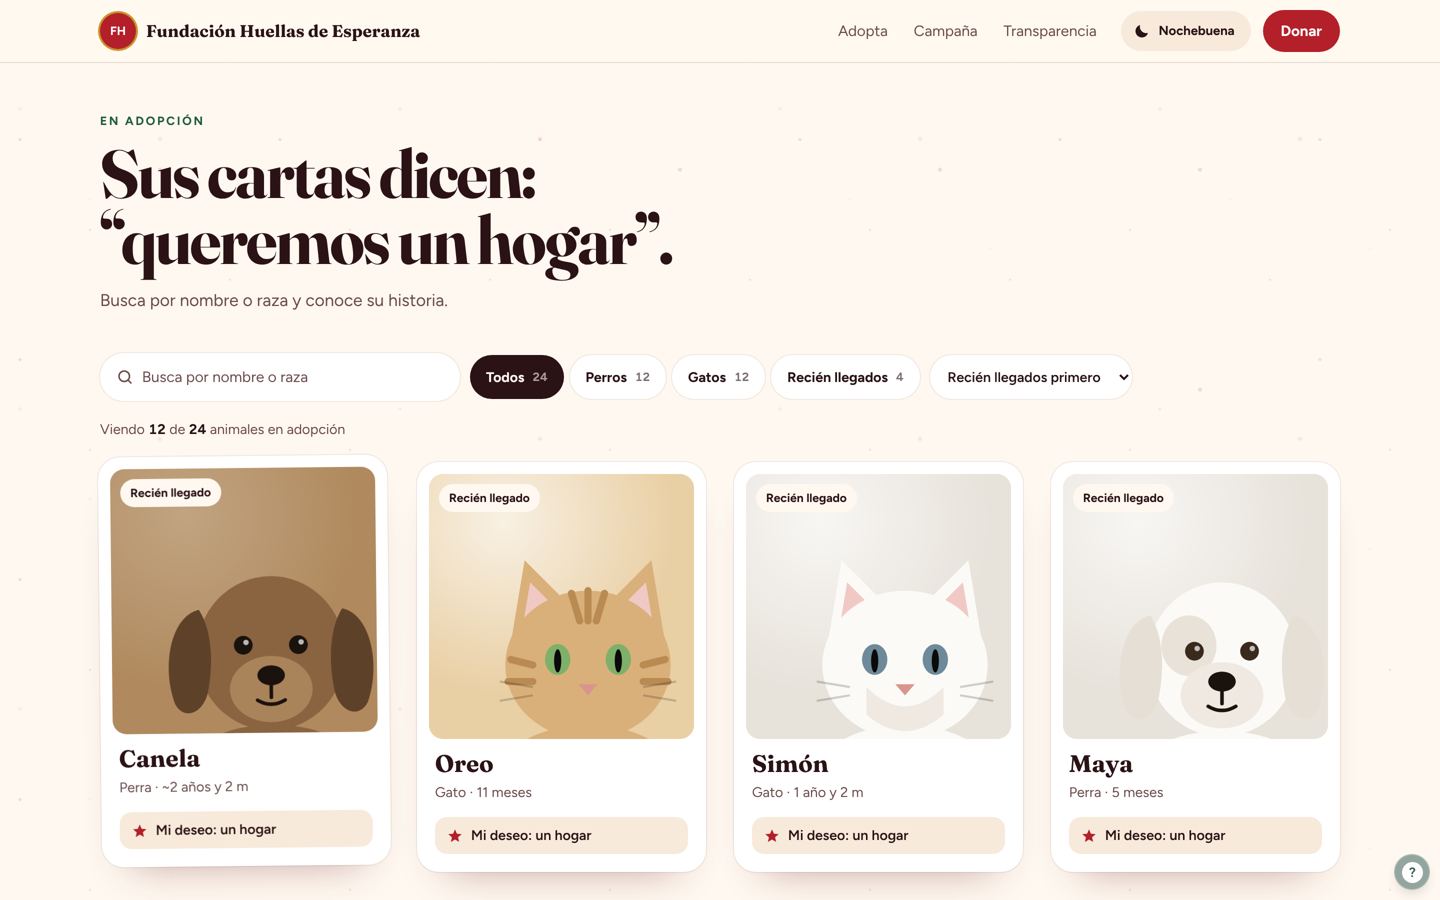 FH
Fundación Huellas de Esperanza
Adopta
Campaña
Transparencia
Nochebuena
Donar
EN ADOPCIÓN
Sus cartas dicen:
“queremos un hogar”.
Busca por nombre o raza y conoce su historia.
Busca por nombre o raza
Todos 24
Perros 12
Gatos 12
Recién llegados 4
Recién llegados primero
Viendo 12 de 24 animales en adopción
Recién llegado
Recién llegado
Recién llegado
Recién llegado
Canela
Perra · ~2 años y 2 m
Mi deseo: un hogar
Oreo
Gato · 11 meses
Mi deseo: un hogar
Simón
Gato · 1 año y 2 m
Mi deseo: un hogar
Maya
Perra · 5 meses
Mi deseo: un hogar
?